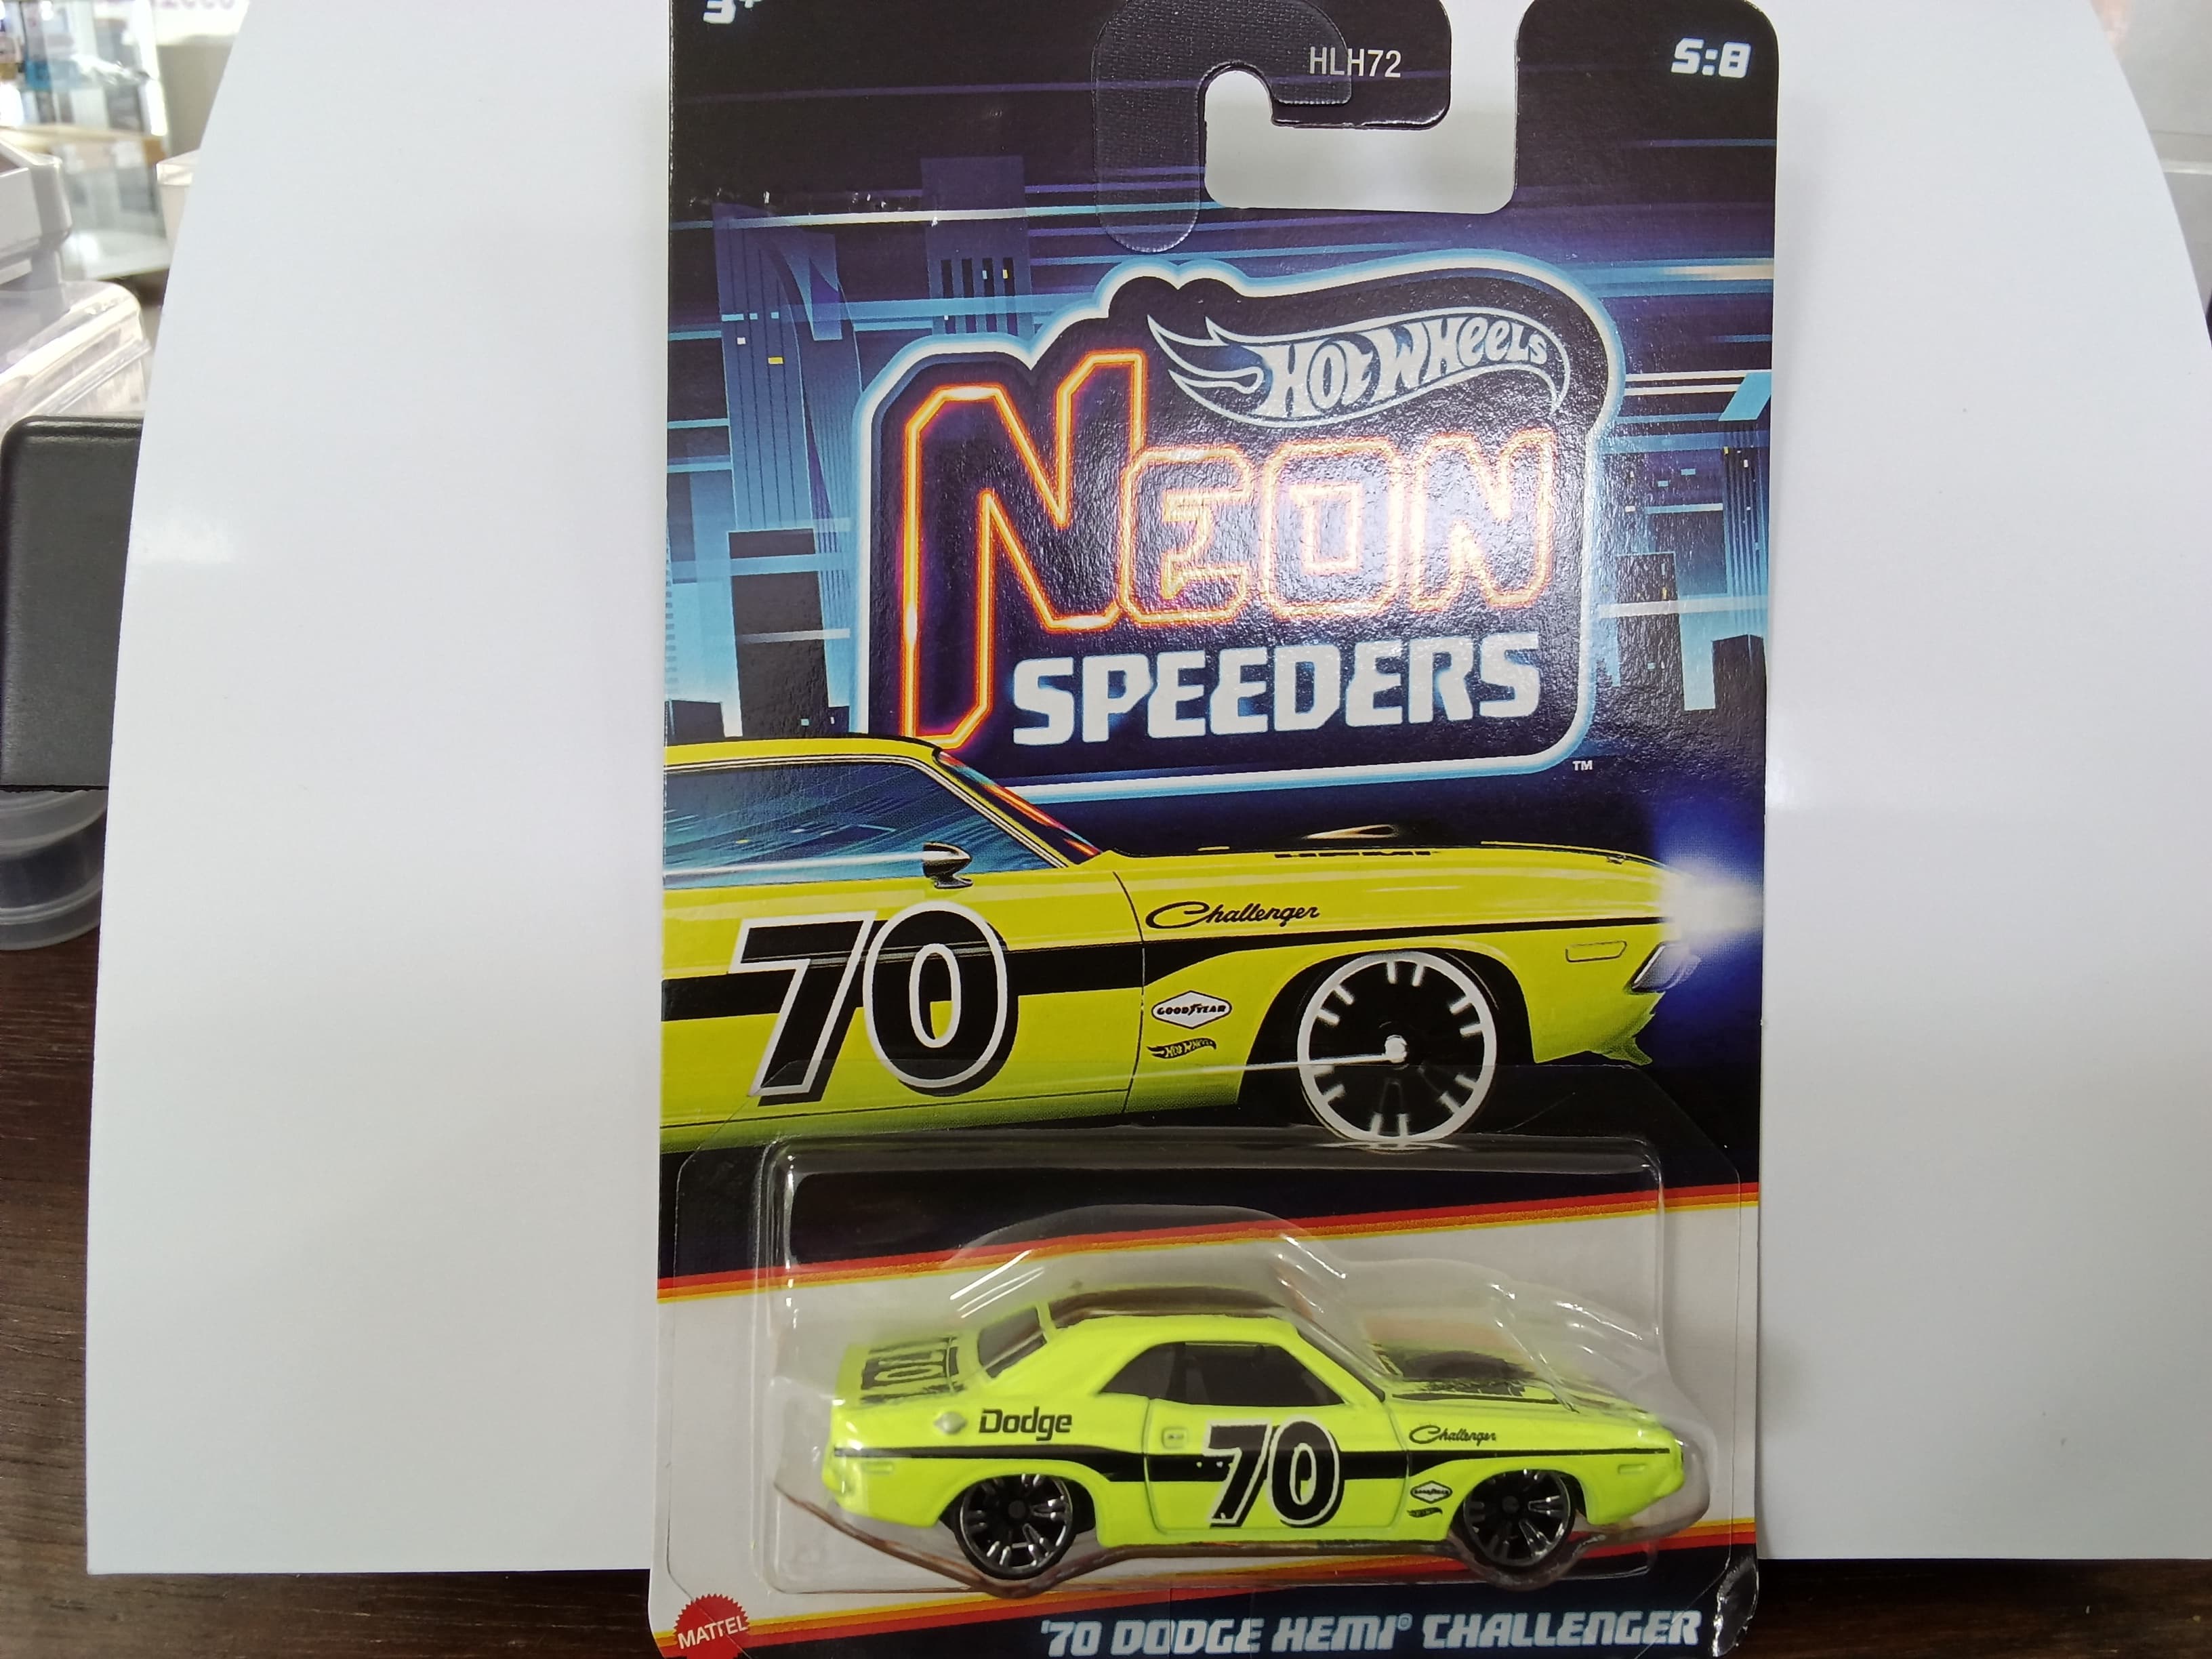 3+
HLH72
5:8
HOT WHEELS
NEON
SPEEDERS
™
Challenger
70
GOODYEAR
HOT WHEELS
Dodge
70
Challenger
GOODYEAR
MATTEL
'70 DODGE HEMI® CHALLENGER